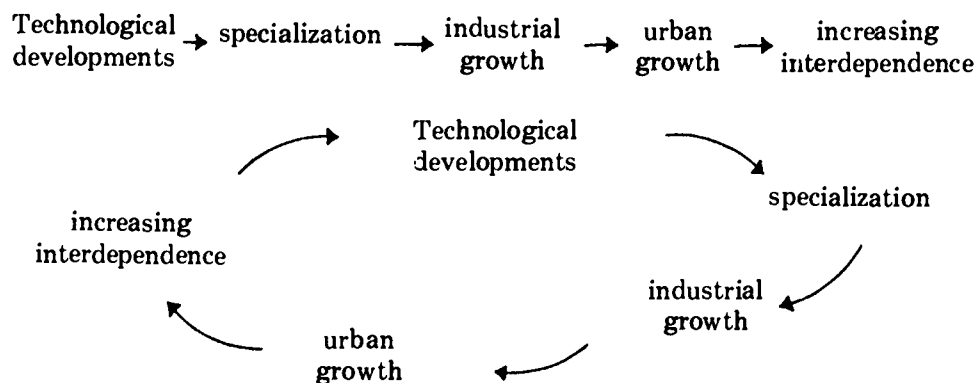 Technological developments → specialization → industrial growth → urban growth → increasing interdependence
Technological
developments
specialization
industrial
growth
urban
growth
increasing
interdependence